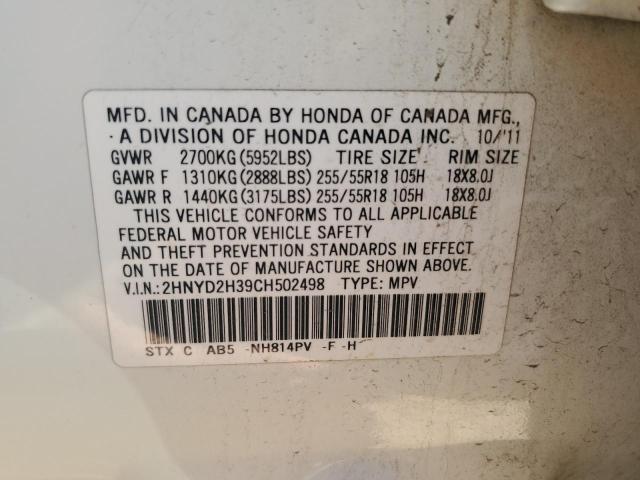 MFD. IN CANADA BY HONDA OF CANADA MFG.,
A DIVISION OF HONDA CANADA INC. 10/'11
GVWR 2700KG(5952LBS) TIRE SIZE RIM SIZE
GAWR F 1310KG(2888LBS) 255/55R18 105H 18X8.0J
GAWR R 1440KG(3175LBS) 255/55R18 105H 18X8.0J
THIS VEHICLE CONFORMS TO ALL APPLICABLE
FEDERAL MOTOR VEHICLE SAFETY
AND THEFT PREVENTION STANDARDS IN EFFECT
ON THE DATE OF MANUFACTURE SHOWN ABOVE.
V.I.N.:2HNYD2H39CH502498 TYPE: MPV
STX C AB5 -NH814PV -F -H